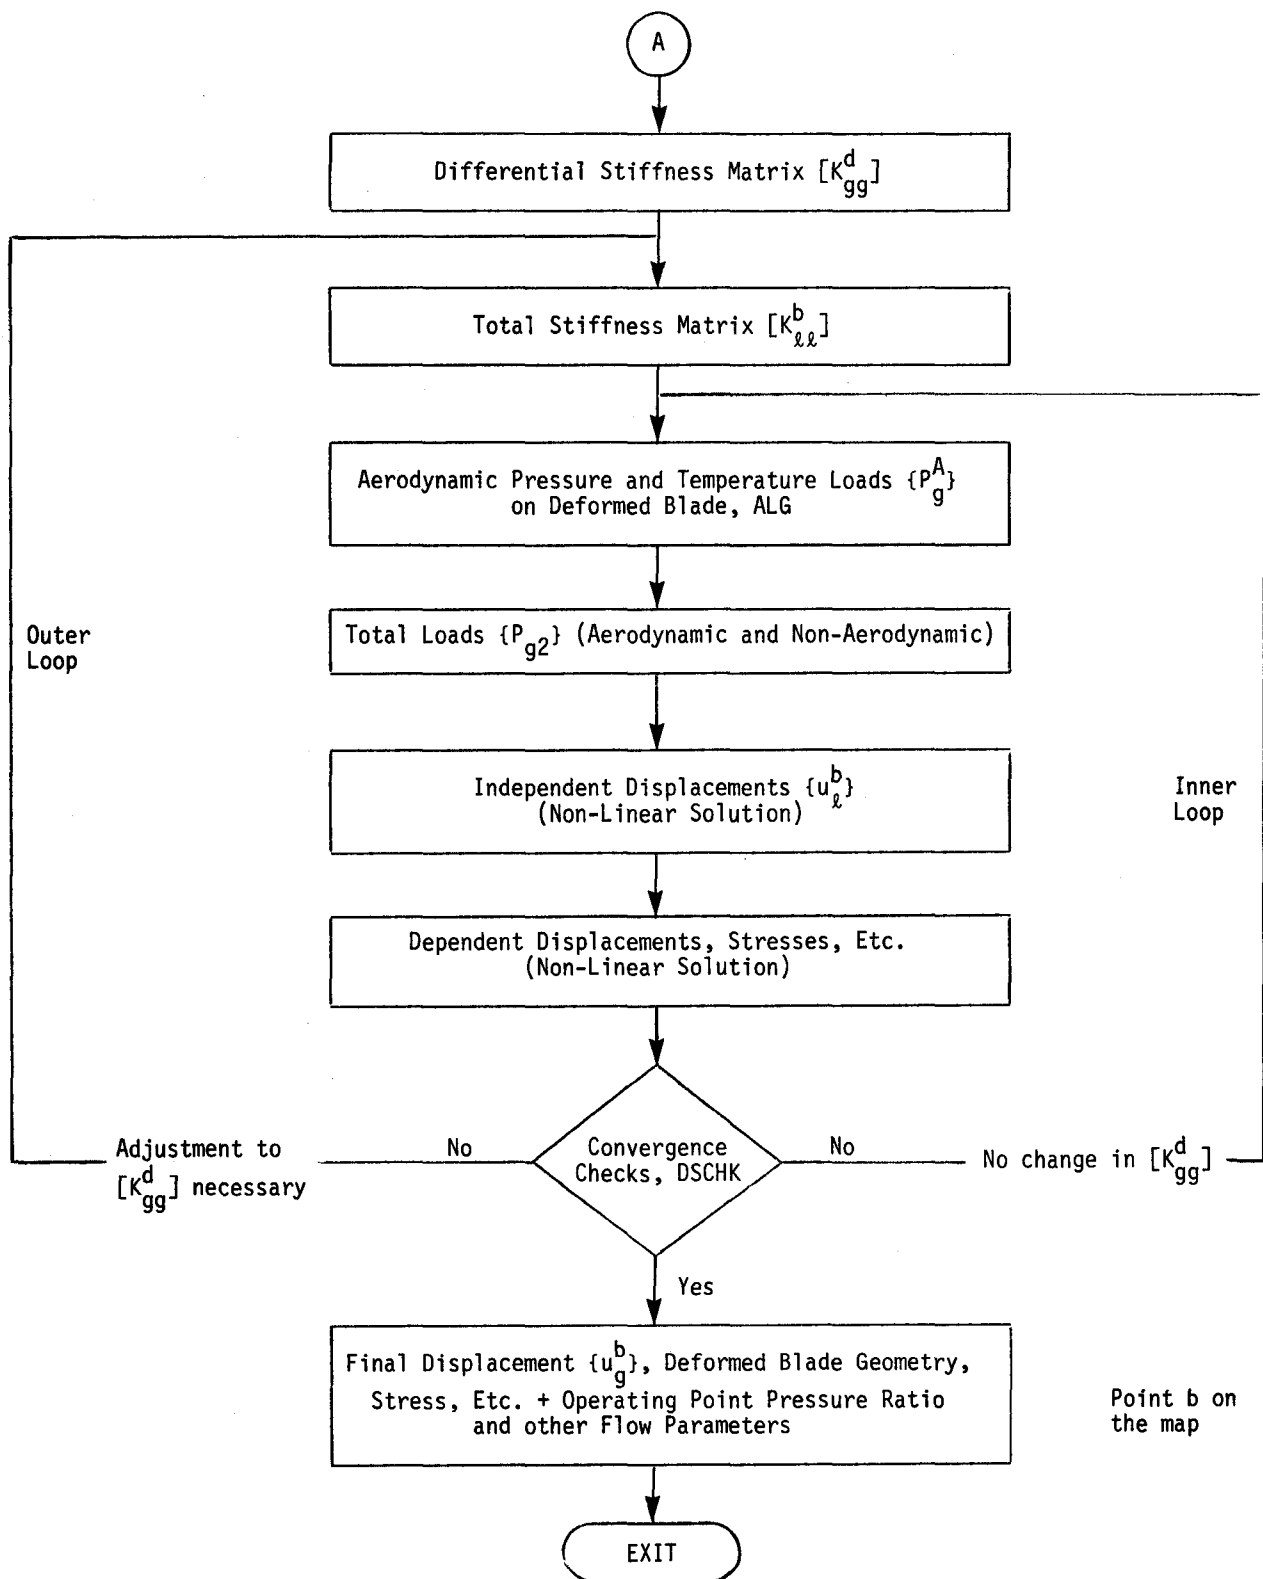 A
Differential Stiffness Matrix [K^d_gg]
Total Stiffness Matrix [K^b_ℓℓ]
Aerodynamic Pressure and Temperature Loads {P^A_g}
on Deformed Blade, ALG
Outer
Loop
Total Loads {P_g2} (Aerodynamic and Non-Aerodynamic)
Independent Displacements {u^b_ℓ}
(Non-Linear Solution)
Inner
Loop
Dependent Displacements, Stresses, Etc.
(Non-Linear Solution)
Adjustment to
[K^d_gg] necessary
No
Convergence
Checks, DSCHK
No
No change in [K^d_gg]
Yes
Final Displacement {u^b_g}, Deformed Blade Geometry,
Stress, Etc. + Operating Point Pressure Ratio
and other Flow Parameters
Point b on
the map
EXIT